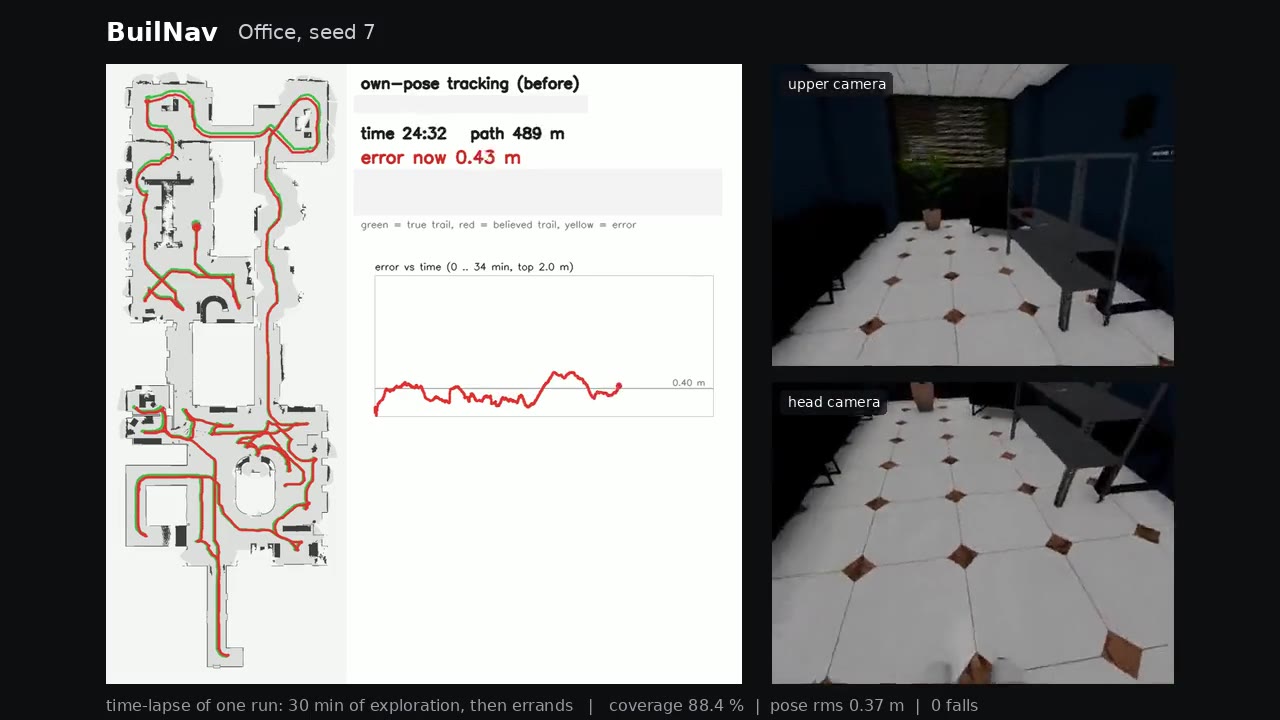 BuilNav Office, seed 7
own-pose tracking (before)
time 24:32 path 489 m
error now 0.43 m
green = true trail, red = believed trail, yellow = error
error vs time (0 .. 34 min, top 2.0 m)
0.40 m
upper camera
head camera
time-lapse of one run: 30 min of exploration, then errands | coverage 88.4 % | pose rms 0.37 m | 0 falls